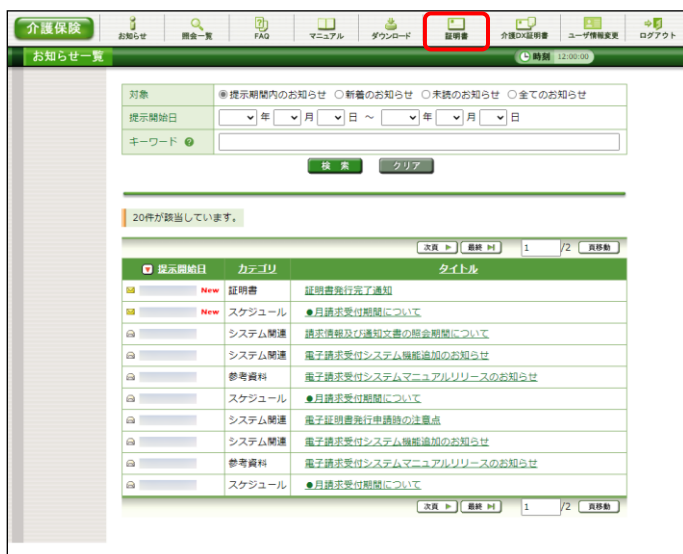 介護保険
お知らせ 照会一覧 FAQ マニュアル ダウンロード 証明書 介護DX証明書 ユーザ情報変更 ログアウト
お知らせ一覧 時刻 12:00:00
対象 提示期間内のお知らせ 新着のお知らせ 未読のお知らせ 全てのお知らせ
提示開始日 年 月 日 ～ 年 月 日
キーワード ?
検 索 クリア
20件が該当しています。
次頁 最終 1 /2 頁移動
提示開始日 カテゴリ タイトル
New 証明書 証明書発行完了通知
New スケジュール ●月請求受付期間について
システム関連 請求情報及び通知文書の照会期間について
システム関連 電子請求受付システム機能追加のお知らせ
参考資料 電子請求受付システムマニュアルリリースのお知らせ
スケジュール ●月請求受付期間について
システム関連 電子証明書発行申請時の注意点
システム関連 電子請求受付システム機能追加のお知らせ
参考資料 電子請求受付システムマニュアルリリースのお知らせ
スケジュール ●月請求受付期間について
次頁 最終 1 /2 頁移動